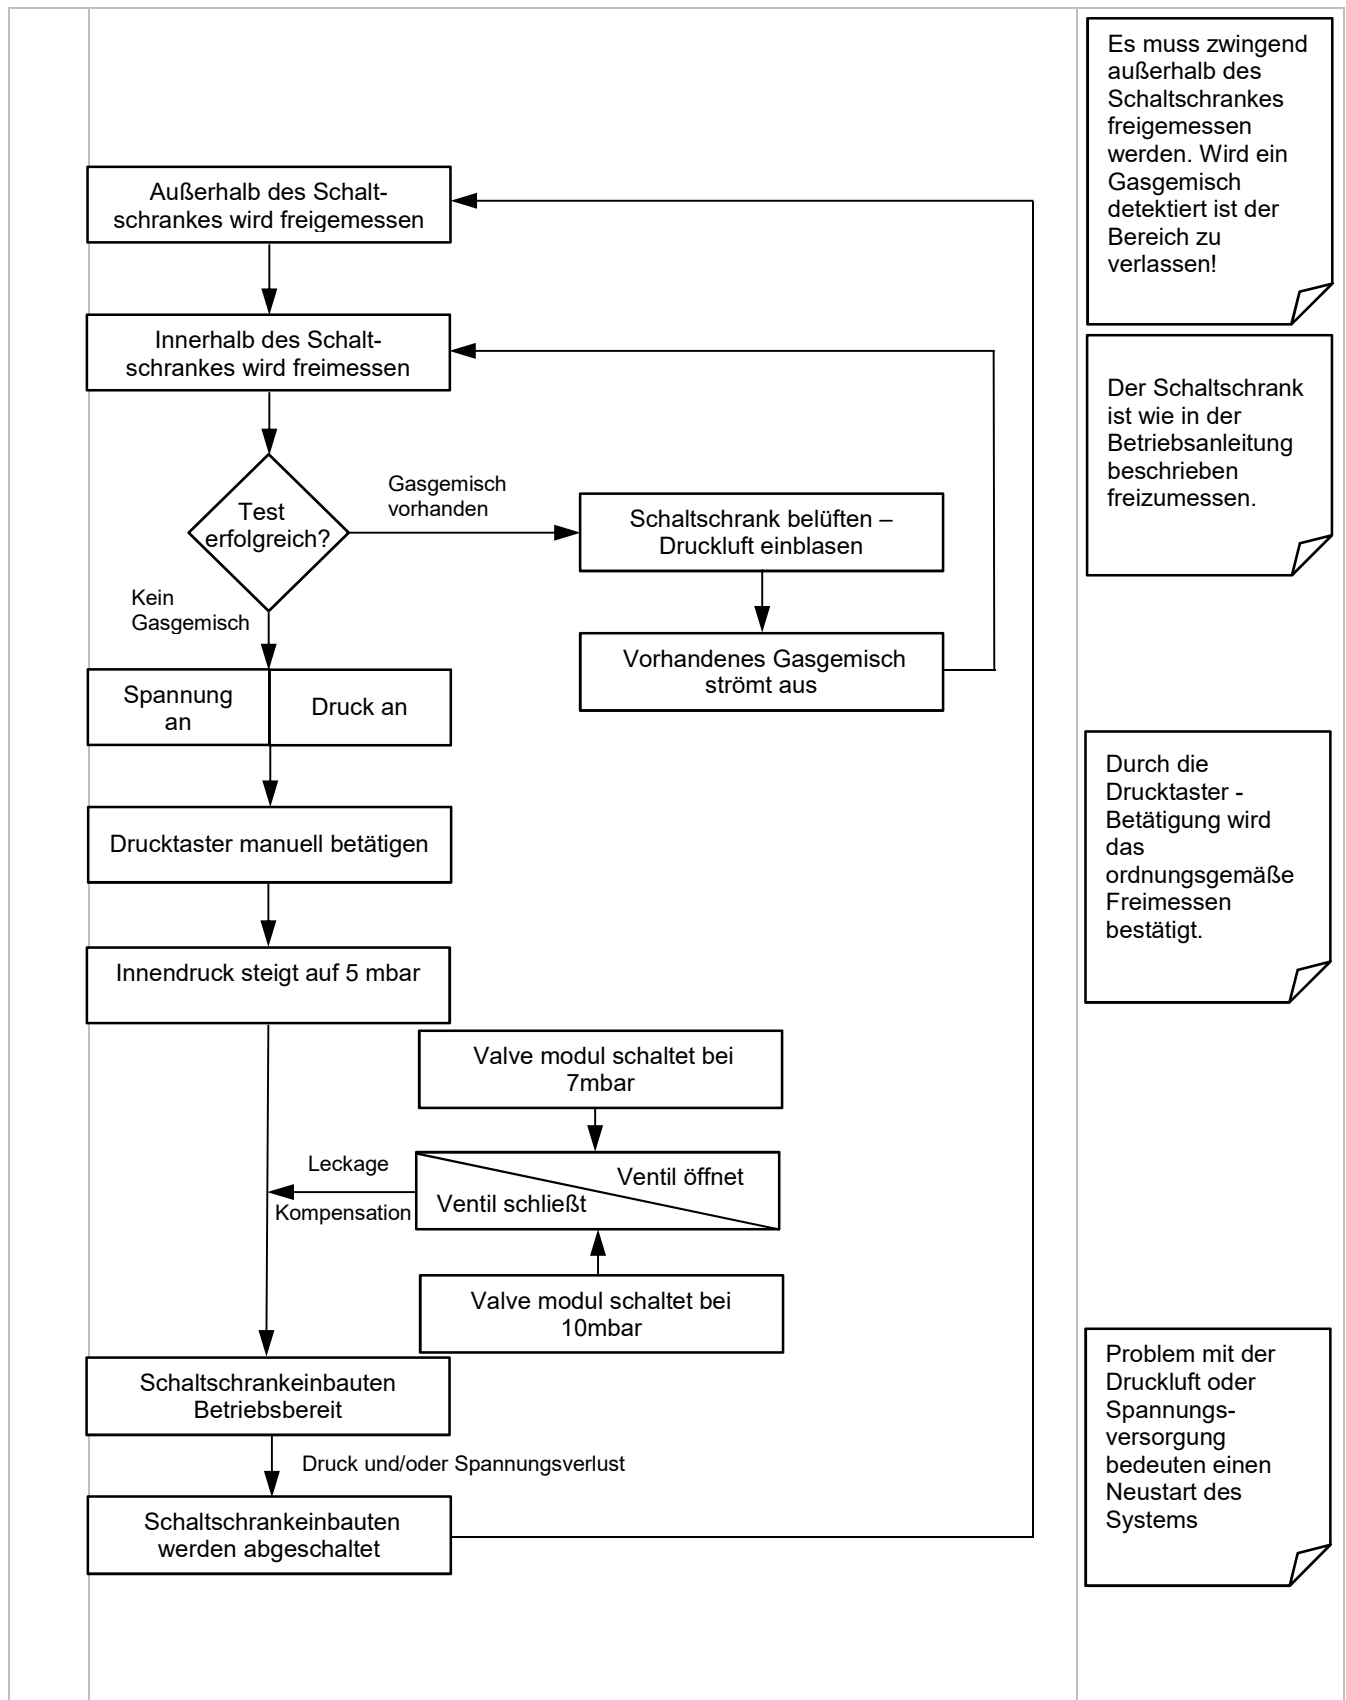 Es muss zwingend
außerhalb des
Schaltschrankes
freigemessen
werden. Wird ein
Gasgemisch
detektiert ist der
Bereich zu
verlassen!
Außerhalb des Schalt-
schrankes wird freigemessen
Innerhalb des Schalt-
schrankes wird freimessen
Der Schaltschrank
ist wie in der
Betriebsanleitung
beschrieben
freizumessen.
Test
erfolgreich?
Gasgemisch
vorhanden
Schaltschrank belüften –
Druckluft einblasen
Kein
Gasgemisch
Vorhandenes Gasgemisch
strömt aus
Spannung
an
Druck an
Durch die
Drucktaster -
Betätigung wird
das
ordnungsgemäße
Freimessen
bestätigt.
Drucktaster manuell betätigen
Innendruck steigt auf 5 mbar
Valve modul schaltet bei
7mbar
Leckage
Kompensation
Ventil öffnet
Ventil schließt
Valve modul schaltet bei
10mbar
Schaltschrankeinbauten
Betriebsbereit
Problem mit der
Druckluft oder
Spannungs-
versorgung
bedeuten einen
Neustart des
Systems
Druck und/oder Spannungsverlust
Schaltschrankeinbauten
werden abgeschaltet